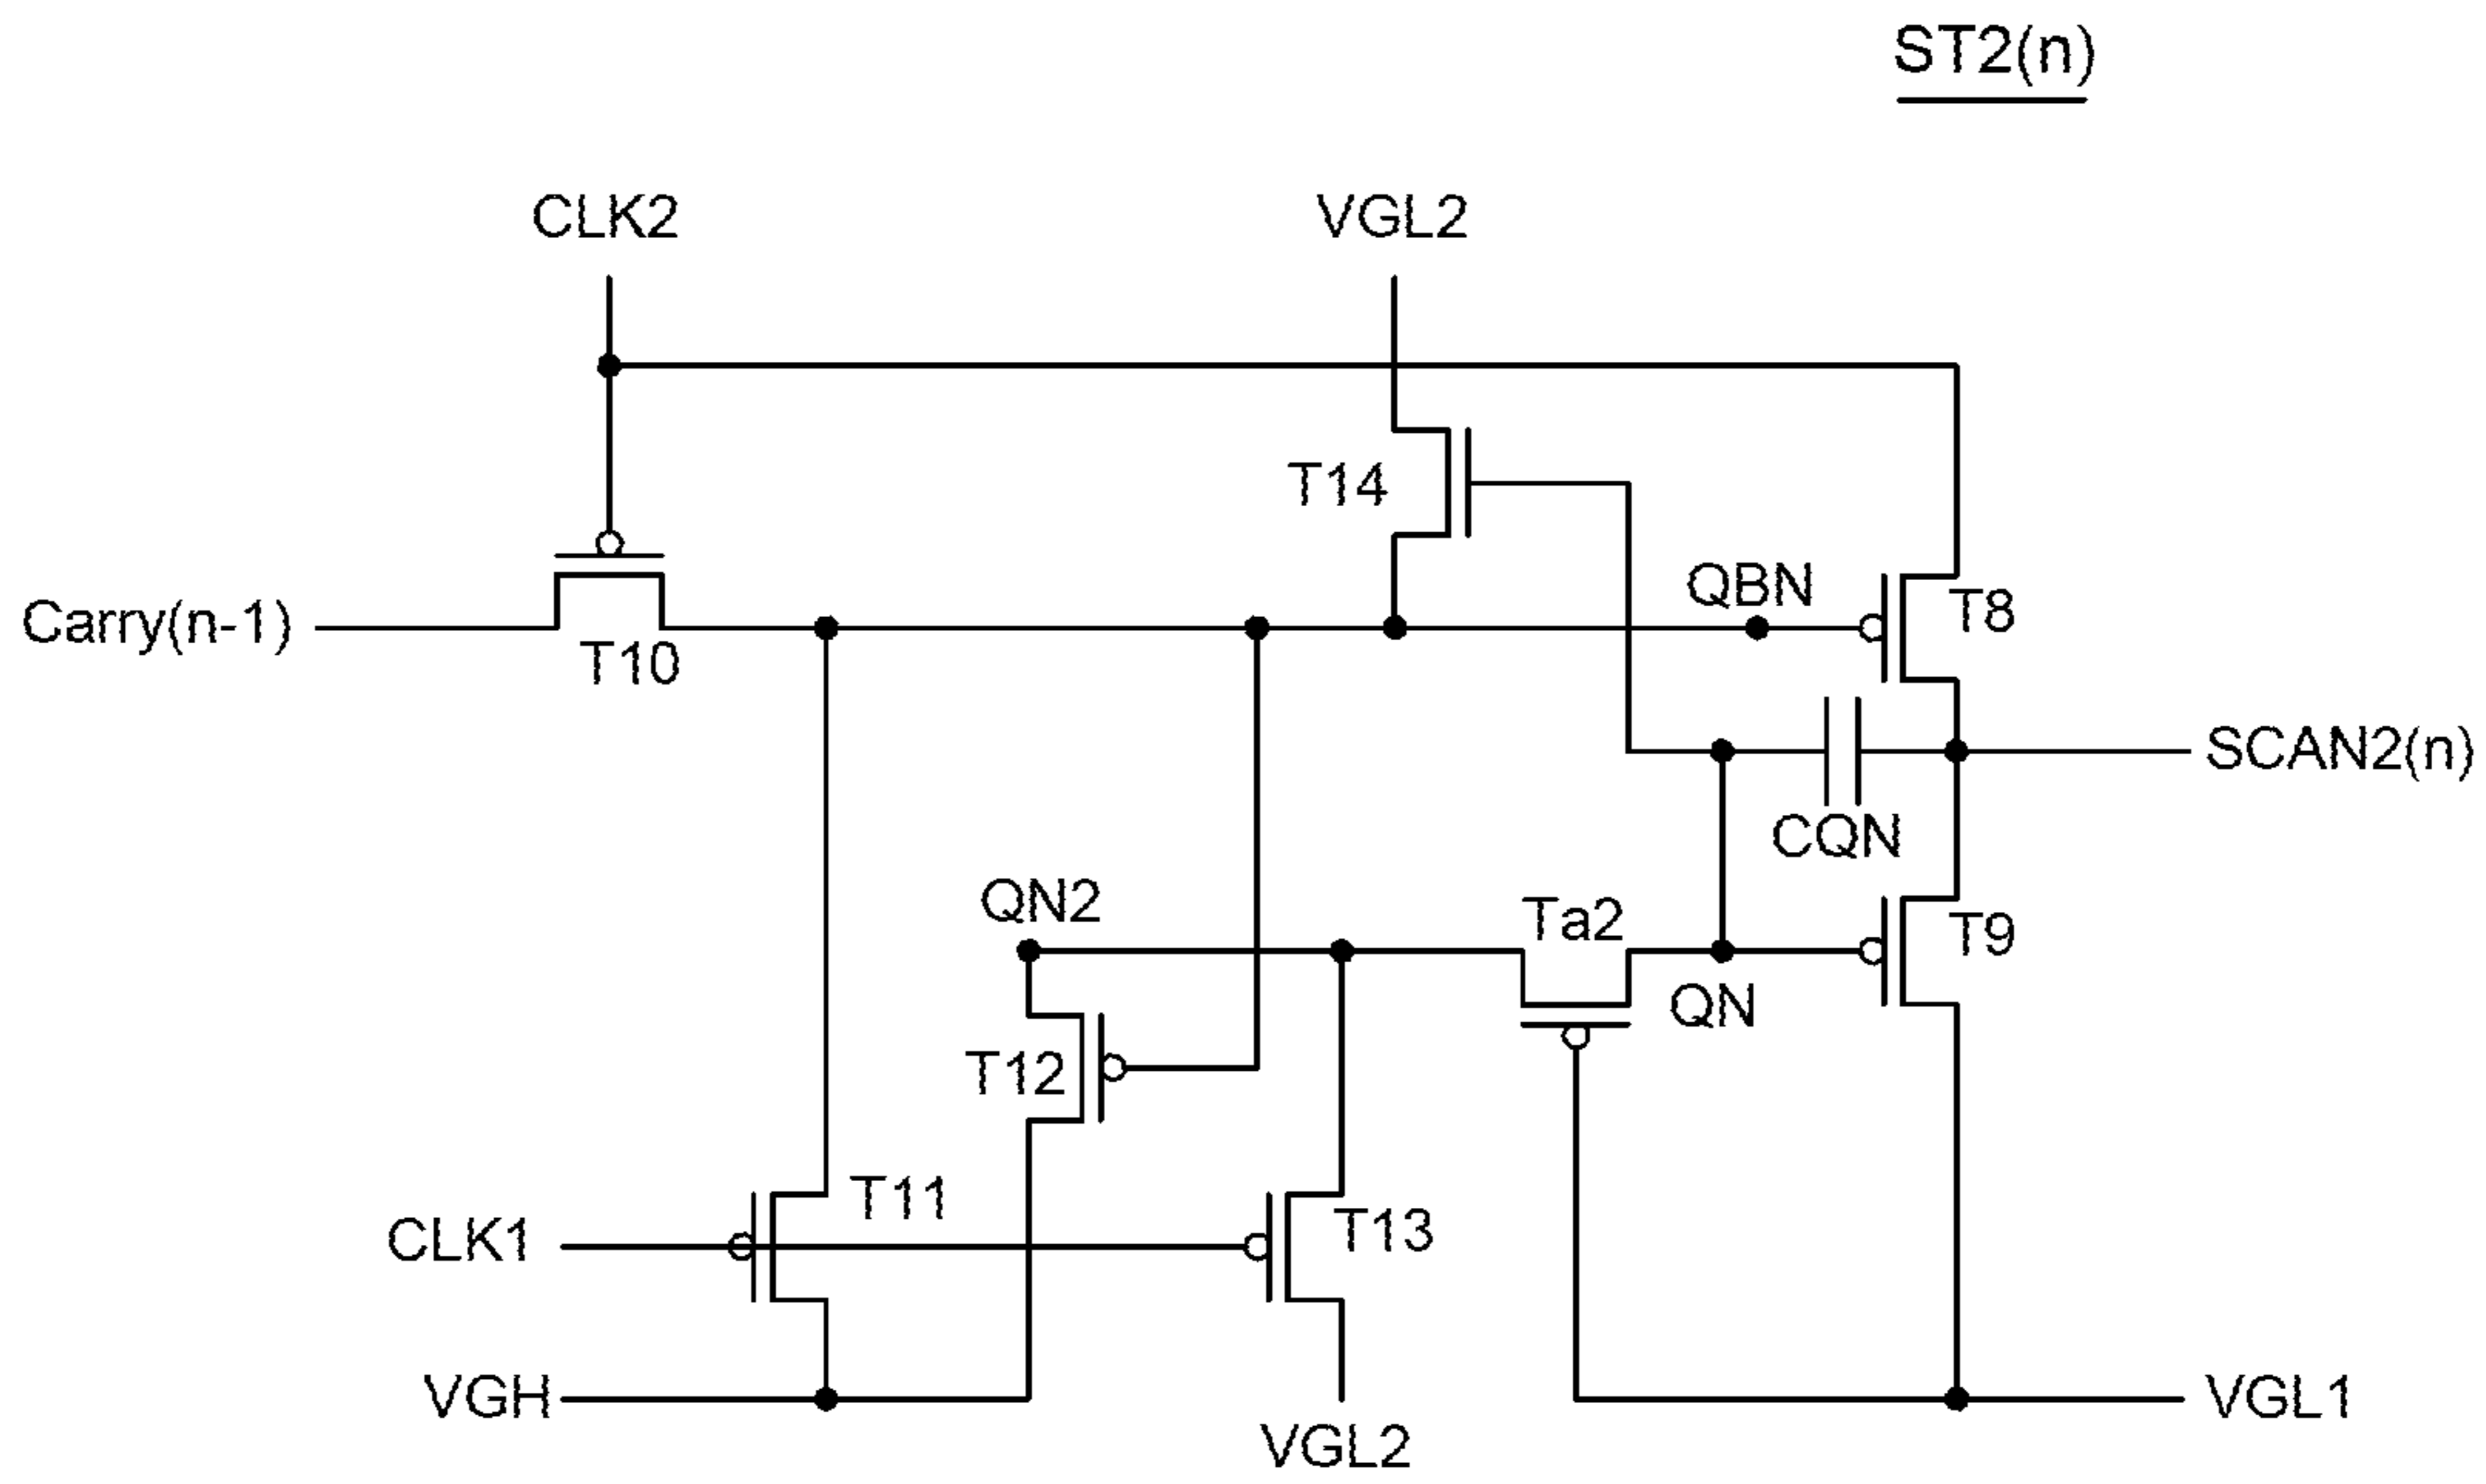 ST2(n)
CLK2
VGL2
T14
QBN
T8
Carry(n-1)
T10
SCAN2(n)
CQN
QN2
Ta2
T9
QN
T12
T11
CLK1
T13
VGH
VGL1
VGL2